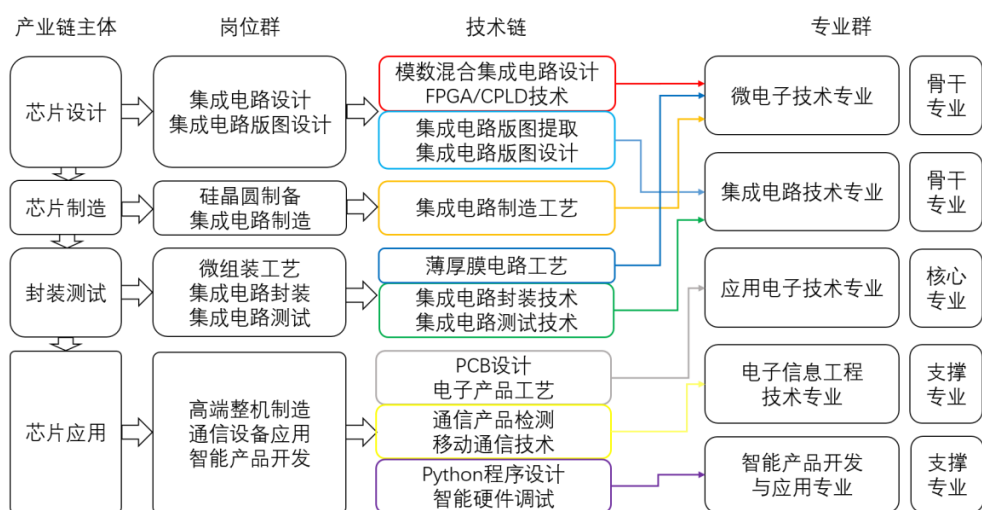 产业链主体
岗位群
技术链
专业群
芯片设计
集成电路设计
集成电路版图设计
模数混合集成电路设计
FPGA/CPLD技术
集成电路版图提取
集成电路版图设计
微电子技术专业
骨干
专业
芯片制造
硅晶圆制备
集成电路制造
集成电路制造工艺
集成电路技术专业
骨干
专业
封装测试
微组装工艺
集成电路封装
集成电路测试
薄厚膜电路工艺
集成电路封装技术
集成电路测试技术
应用电子技术专业
核心
专业
芯片应用
高端整机制造
通信设备应用
智能产品开发
PCB设计
电子产品工艺
通信产品检测
移动通信技术
Python程序设计
智能硬件调试
电子信息工程
技术专业
支撑
专业
智能产品开发
与应用专业
支撑
专业